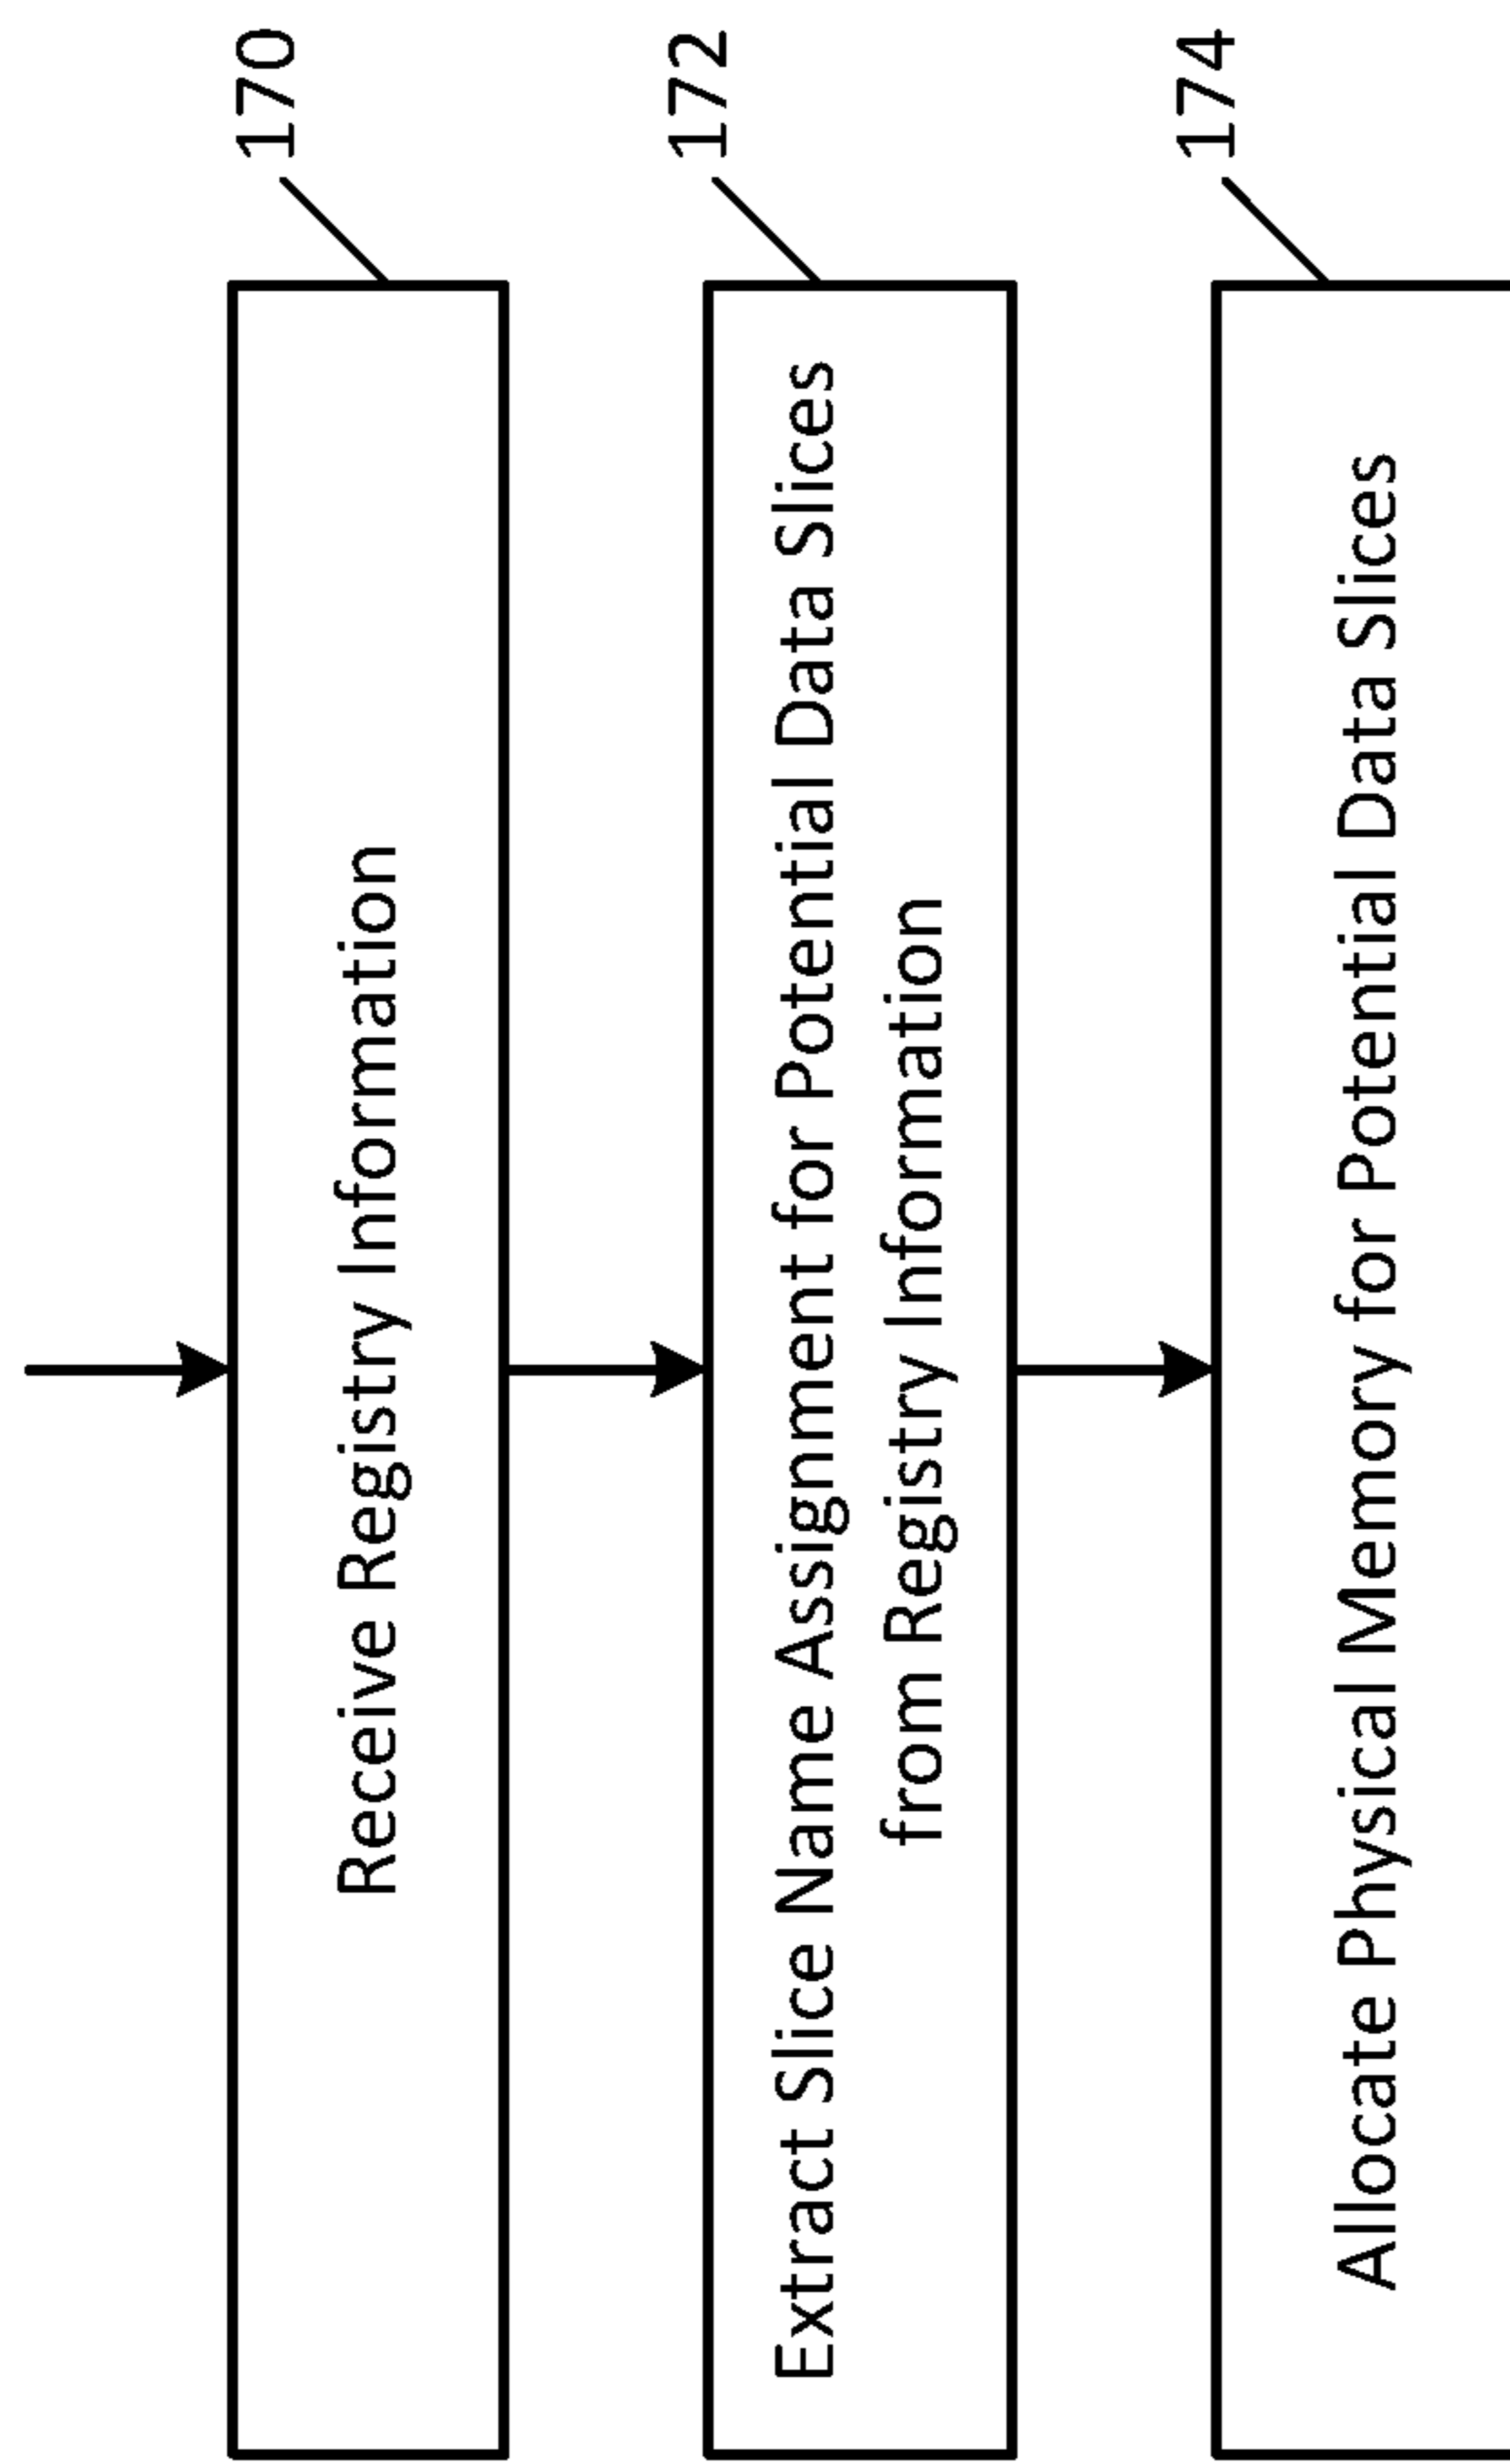 170
Receive Registry Information
172
Extract Slice Name Assignment for Potential Data Slices
from Registry Information
174
Allocate Physical Memory for Potential Data Slices